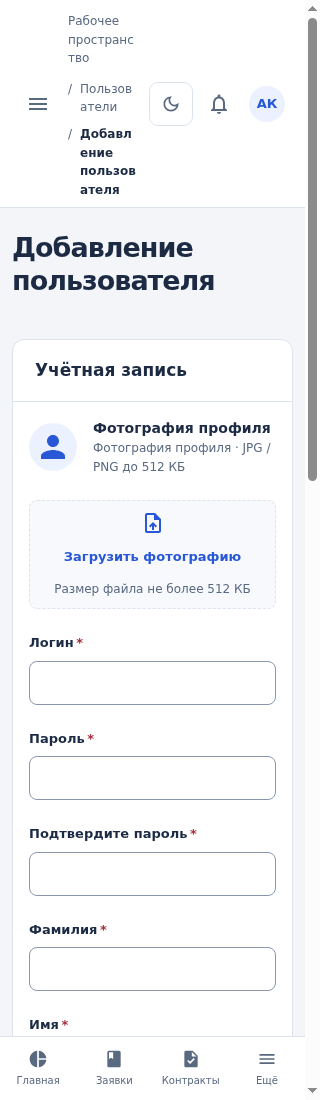 Рабочее
пространс
тво
/ Пользов
атели
/ Добавл
ение
пользов
ателя
АК
Добавление
пользователя
Учётная запись
Фотография профиля
Фотография профиля · JPG /
PNG до 512 КБ
Загрузить фотографию
Размер файла не более 512 КБ
Логин *
Пароль *
Подтвердите пароль *
Фамилия *
Имя *
Главная
Заявки
Контракты
Ещё